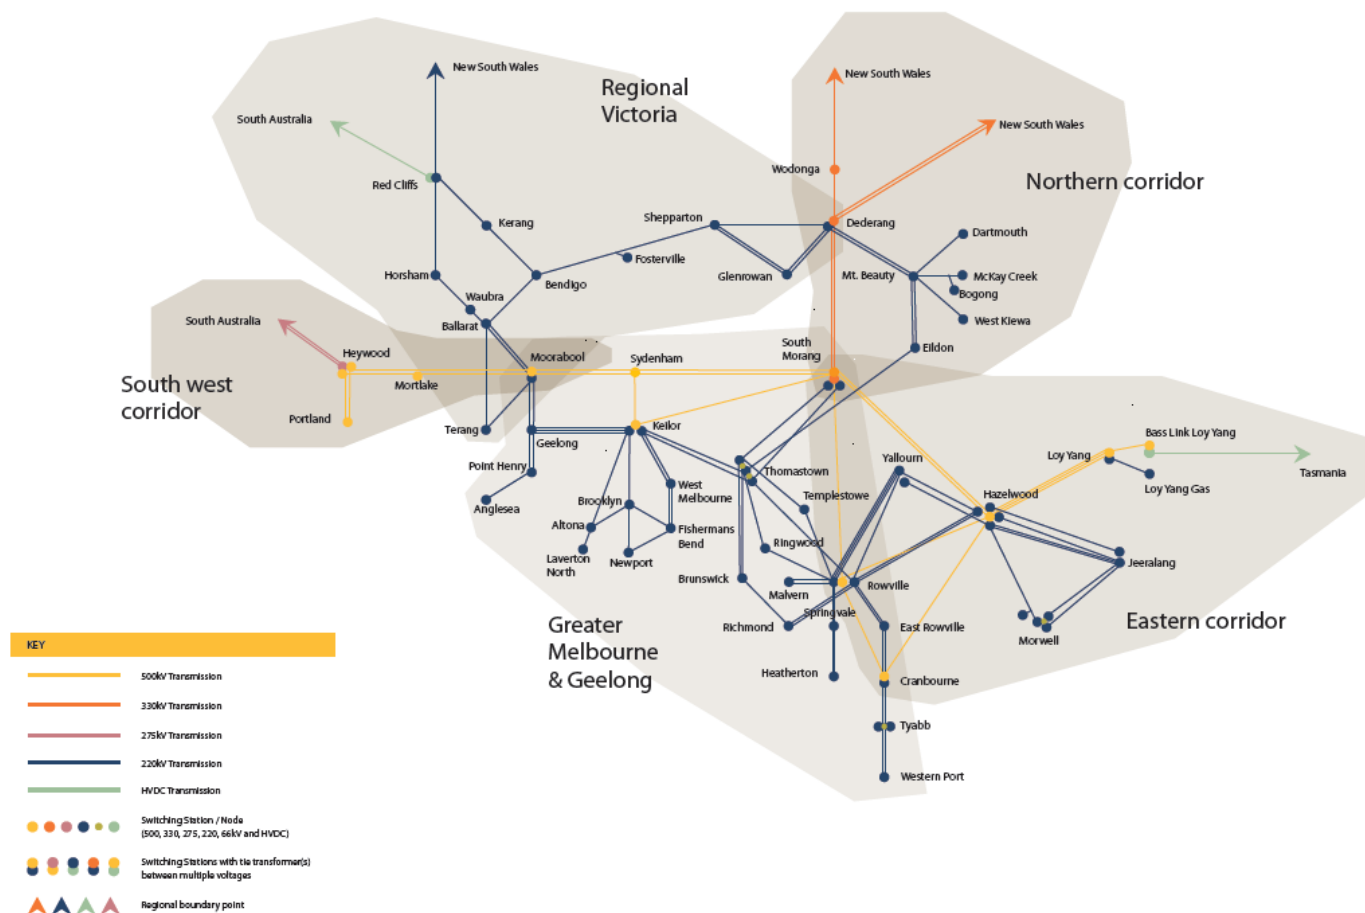 New South Wales
Regional
Victoria
New South Wales
South Australia
New South Wales
Wodonga
Northern corridor
Red Cliffs
Kerang
Shepparton
Dederang
Dartmouth
Fosterville
Horsham
Bendigo
Glenrowan
Mt. Beauty
McKay Creek
Bogong
Waubra
West Kiewa
South Australia
Ballarat
South
Morang
Eildon
Heywood
Moorabool
Sydenham
South west
corridor
Mortlake
Portland
Terang
Geelong
Keilor
Bass Link Loy Yang
Loy Yang
Yallourn
Tasmania
Point Henry
Thomastown
Loy Yang Gas
West
Melbourne
Templestowe
Hazelwood
Anglesea
Brooklyn
Altona
Fishermans
Bend
Ringwood
Laverton
North
Newport
Jeeralang
Brunswick
Malvern
Rowville
Springvale
Richmond
East Rowville
Morwell
Eastern corridor
Greater
Melbourne
& Geelong
Heatherton
Cranbourne
Tyabb
Western Port
KEY
500kV Transmission
330kV Transmission
275kV Transmission
220kV Transmission
HVDC Transmission
Switching Station / Node
(500, 330, 275, 220, 66kV and HVDC)
Switching Stations with tie transformer(s)
between multiple voltages
Regional boundary point